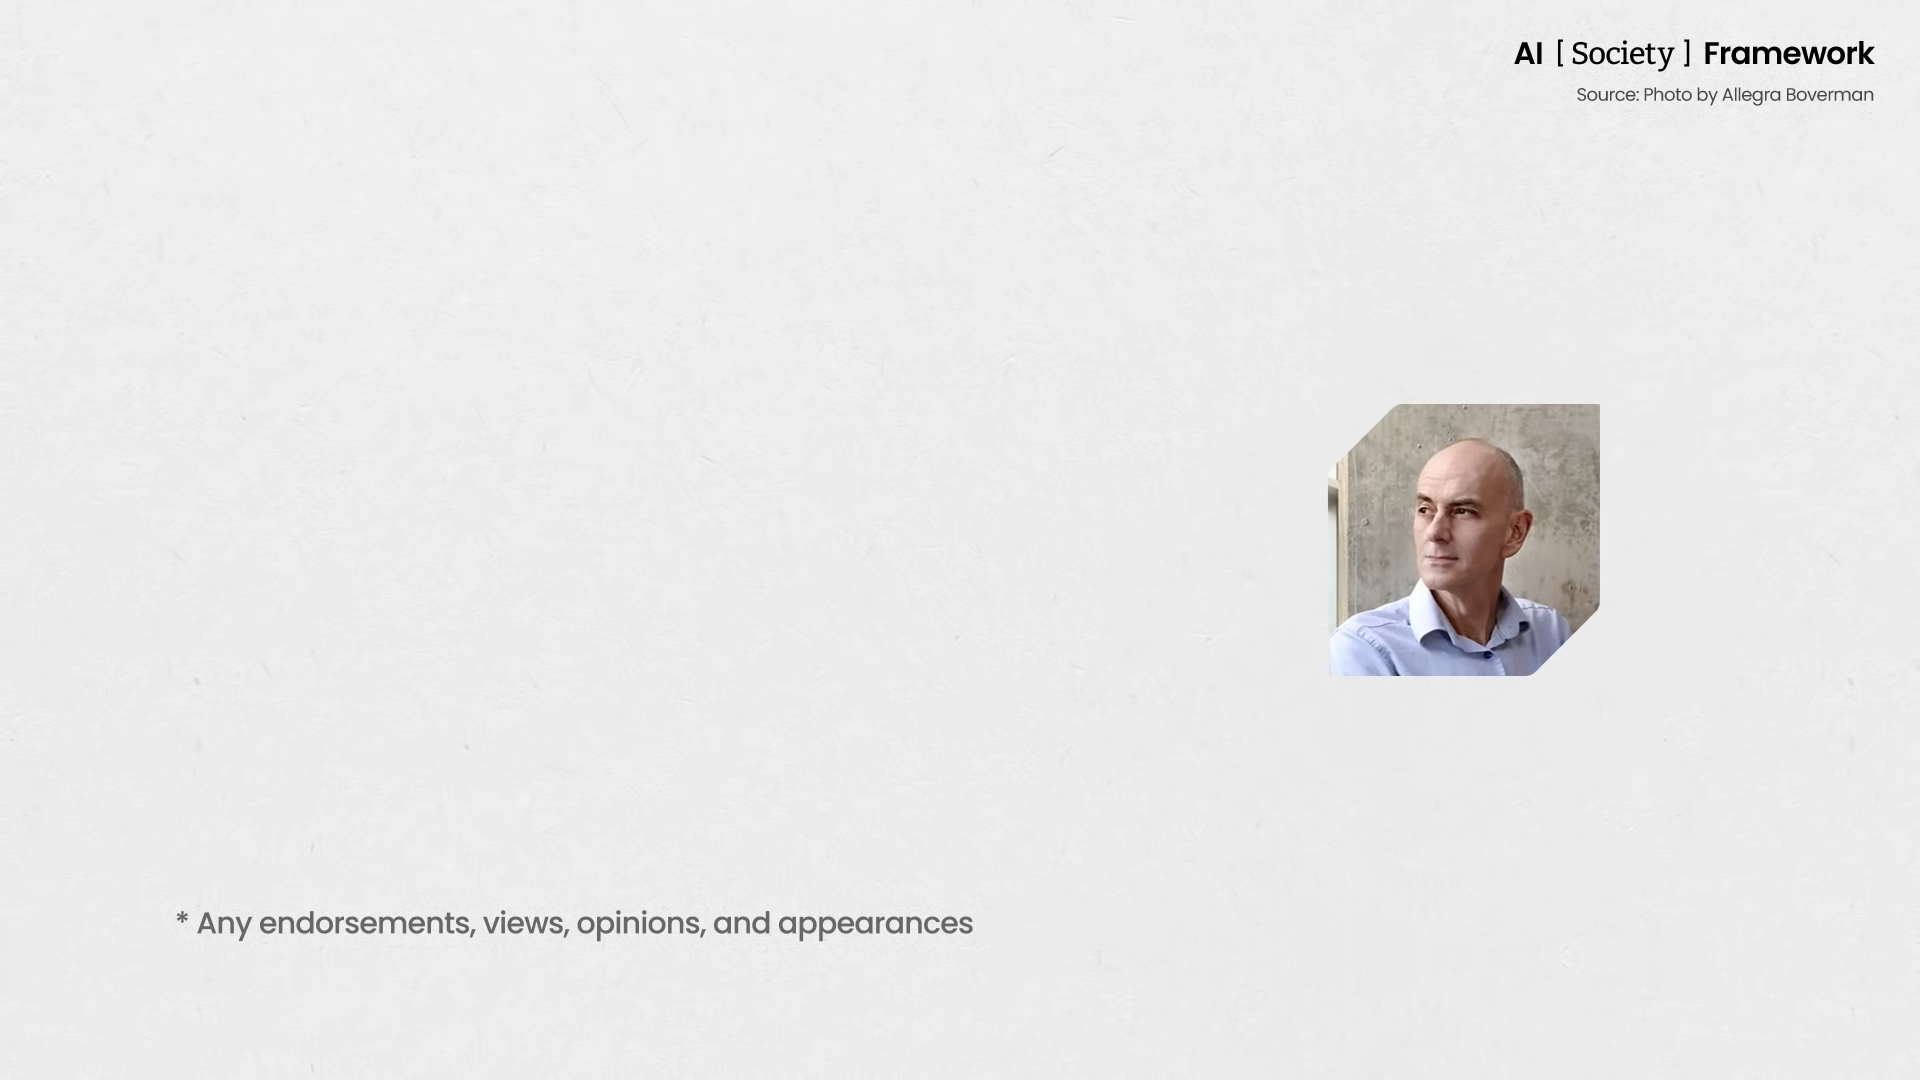 AI [ Society ] Framework
Source: Photo by Allegra Boverman
* Any endorsements, views, opinions, and appearances